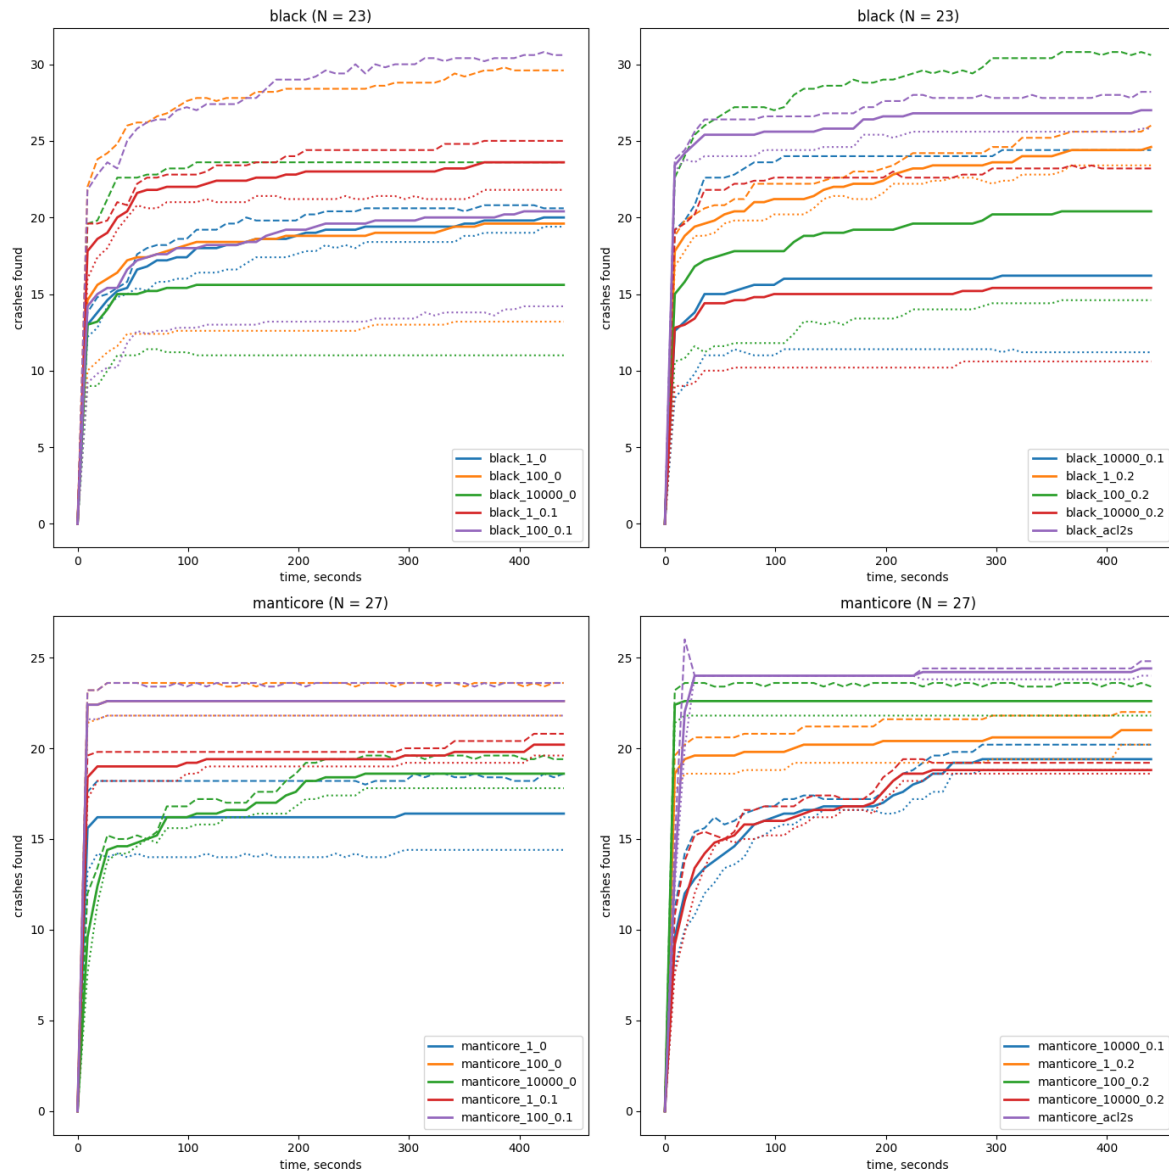 black (N = 23)
crashes found
30
25
20
15
10
5
0
0 100 200 300 400
time, seconds
black_1_0
black_100_0
black_10000_0
black_1_0.1
black_100_0.1
black (N = 23)
crashes found
30
25
20
15
10
5
0
0 100 200 300 400
time, seconds
black_10000_0.1
black_1_0.2
black_100_0.2
black_10000_0.2
black_acl2s
manticore (N = 27)
crashes found
25
20
15
10
5
0
0 100 200 300 400
time, seconds
manticore_1_0
manticore_100_0
manticore_10000_0
manticore_1_0.1
manticore_100_0.1
manticore (N = 27)
crashes found
25
20
15
10
5
0
0 100 200 300 400
time, seconds
manticore_10000_0.1
manticore_1_0.2
manticore_100_0.2
manticore_10000_0.2
manticore_acl2s